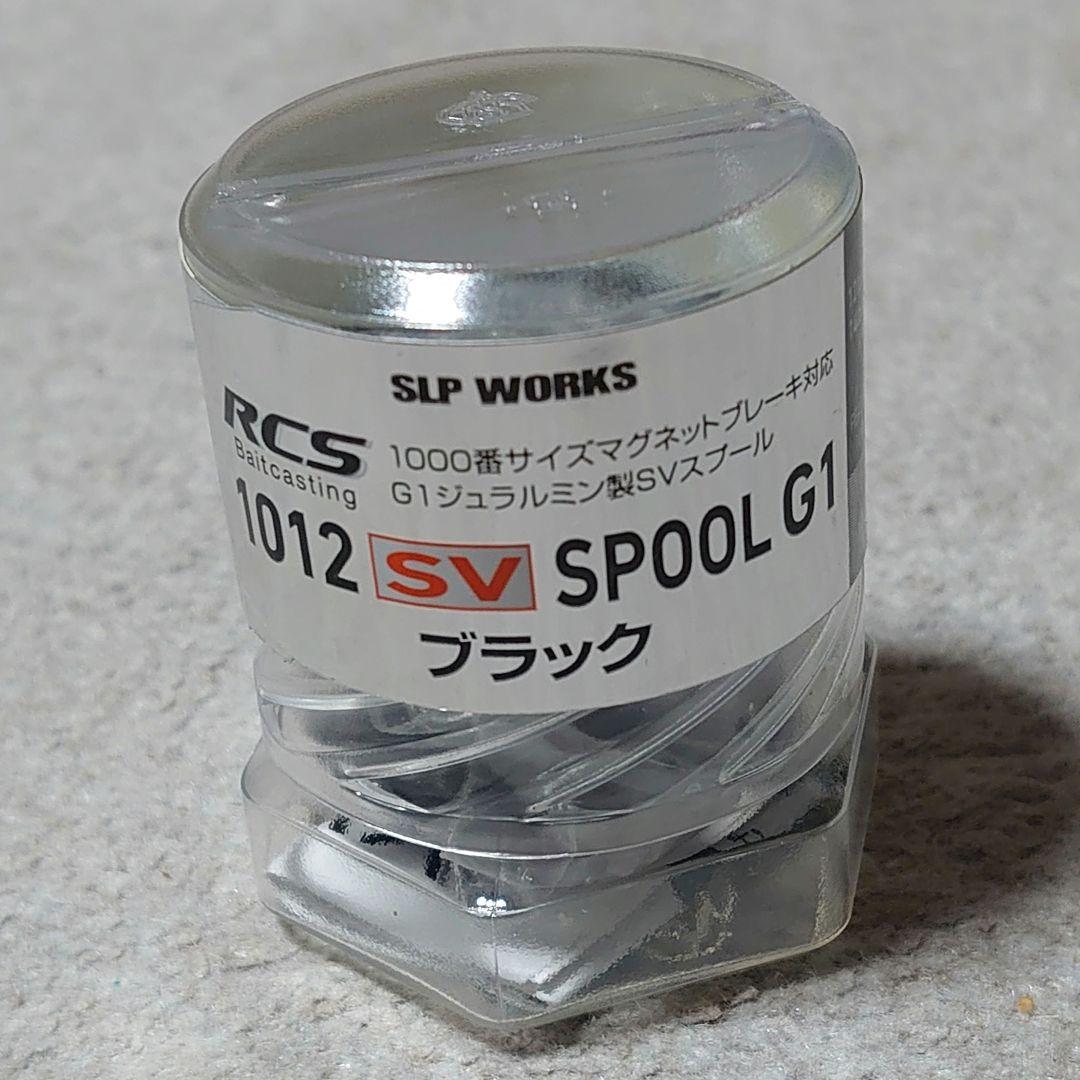 SLP WORKS
RCS
Baitcasting
1000番サイズマグネットブレーキ対応
G1ジュラルミン製SVスプール
1012 SV SPOOL G1
ブラック